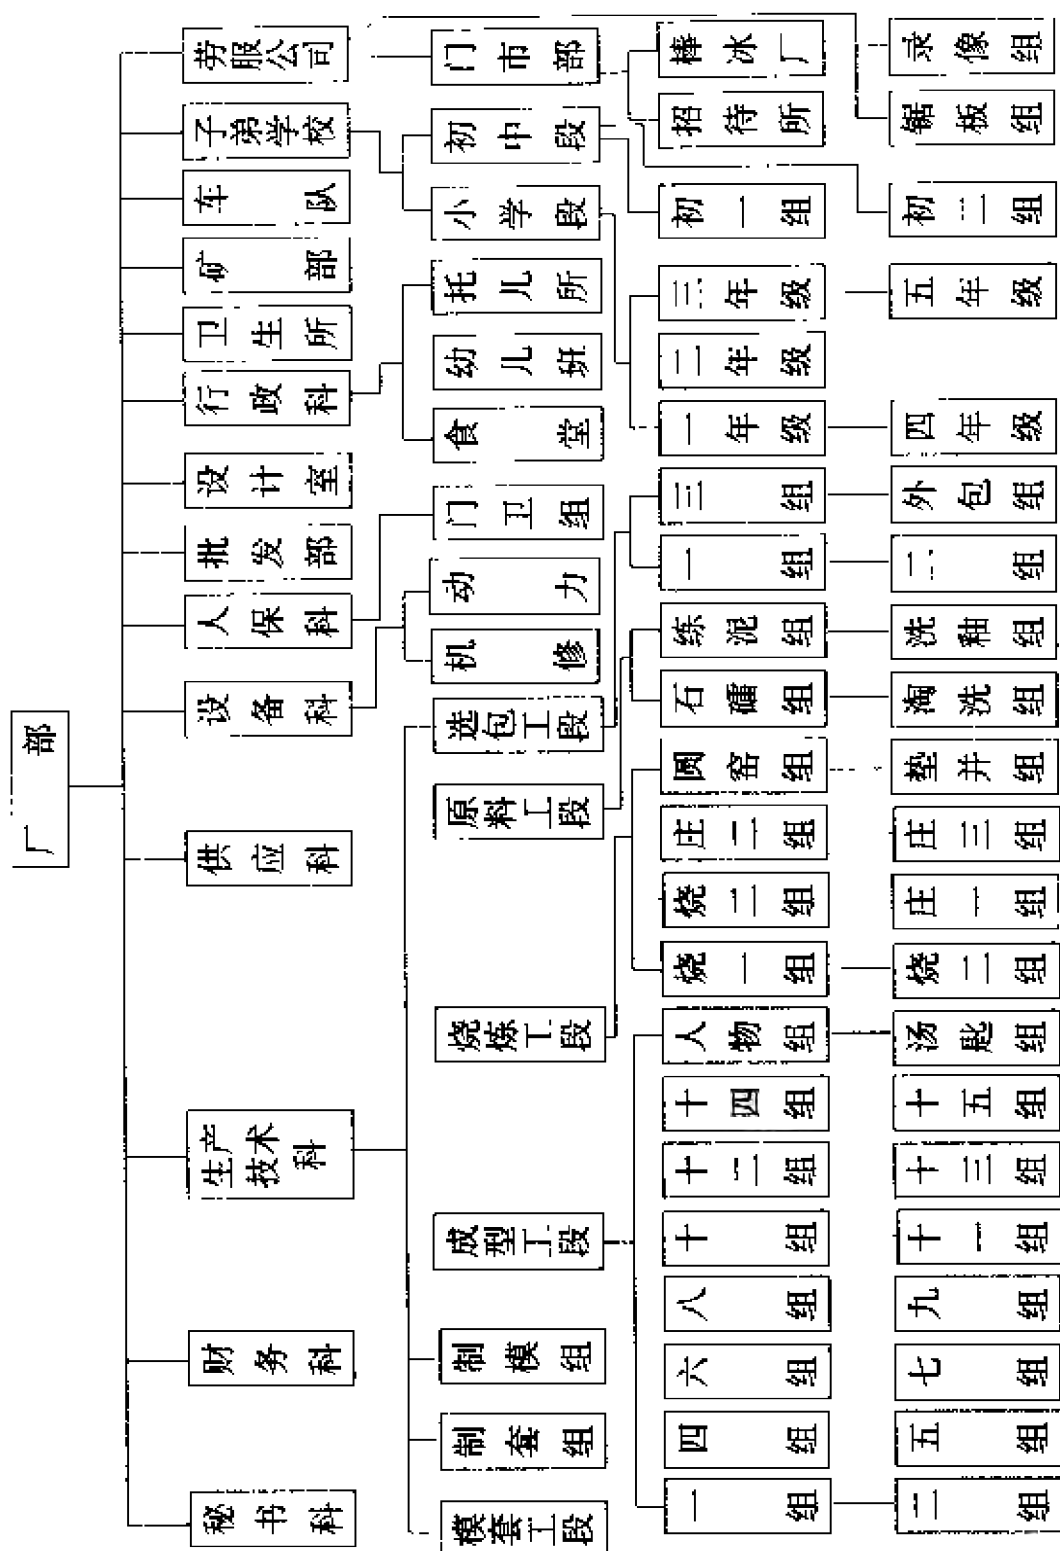 厂部
秘书科
财务科
生产技术科
供应科
设备科
人保科
批发部
设计室
行政科
卫生所
矿部
车队
子弟学校
劳服公司
模套工段
制套组
制模组
成型工段
烧炼工段
原料工段
选包工段
机修
动力
门卫组
食堂
幼儿班
托儿所
小学段
初中段
门市部
一组
四组
六组
八组
十组
十二组
十四组
人物组
烧一组
烧二组
庄二组
圆窑组
石礌组
练泥组
一组
三组
一年级
二年级
三年级
初一组
招待所
棒冰厂
二组
五组
七组
九组
十一组
十三组
十五组
汤匙组
烧二组
庄一组
庄三组
垫并组
淘洗组
洗釉组
二组
外包组
四年级
五年级
初二组
锯板组
录像组